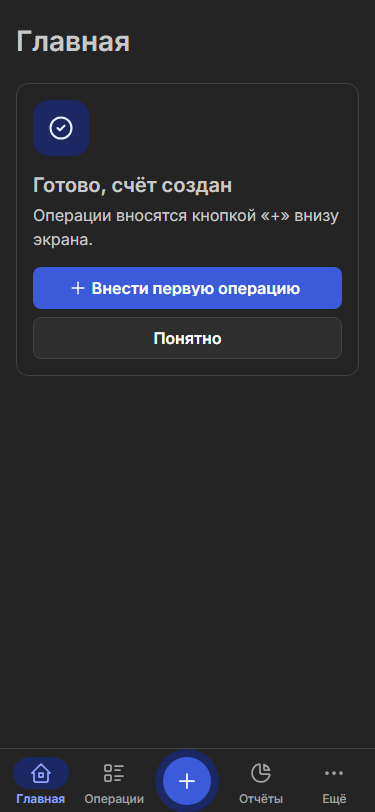 Главная
Готово, счёт создан
Операции вносятся кнопкой «+» внизу
экрана.
+ Внести первую операцию
Понятно
Главная
Операции
+
Отчёты
Ещё